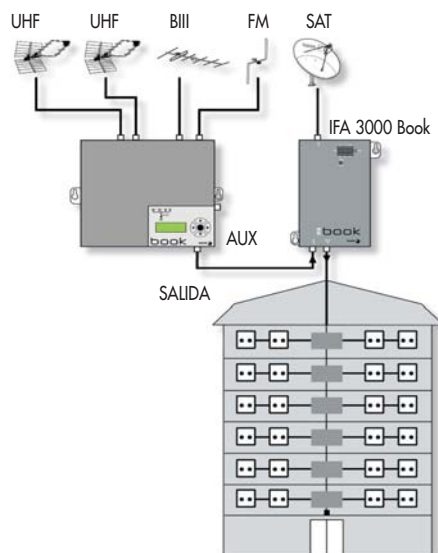 UHF UHF BIII FM SAT
IFA 3000 Book
book
book
AUX
SALIDA